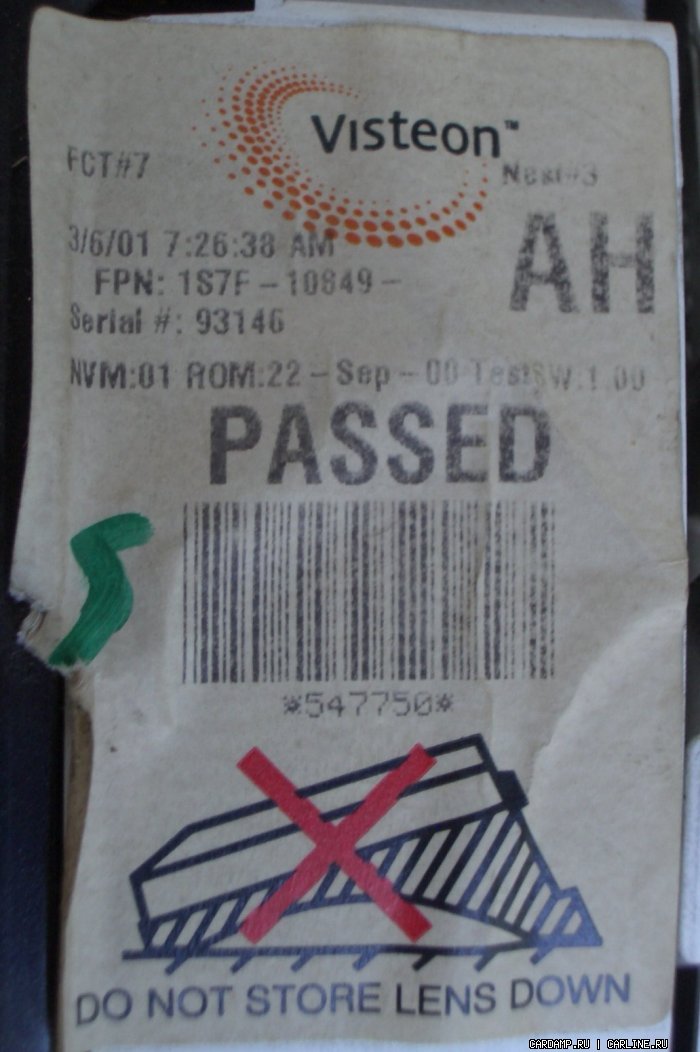 Visteon™
FCT#7 Nest#3
3/6/01 7:26:38 AM AH
FPN: 1S7F-10849-
Serial #: 93146
NVM:01 ROM:22-Sep-00 TestSW:1.00
PASSED
*547750*
DO NOT STORE LENS DOWN
CARDAMP.RU | CARLINE.RU